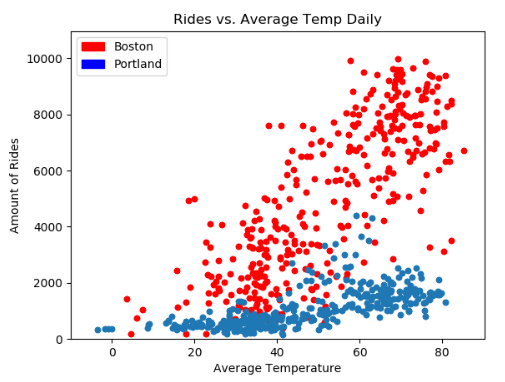 Rides vs. Average Temp Daily
Boston
Portland
10000
8000
6000
4000
2000
0
Amount of Rides
0 20 40 60 80
Average Temperature